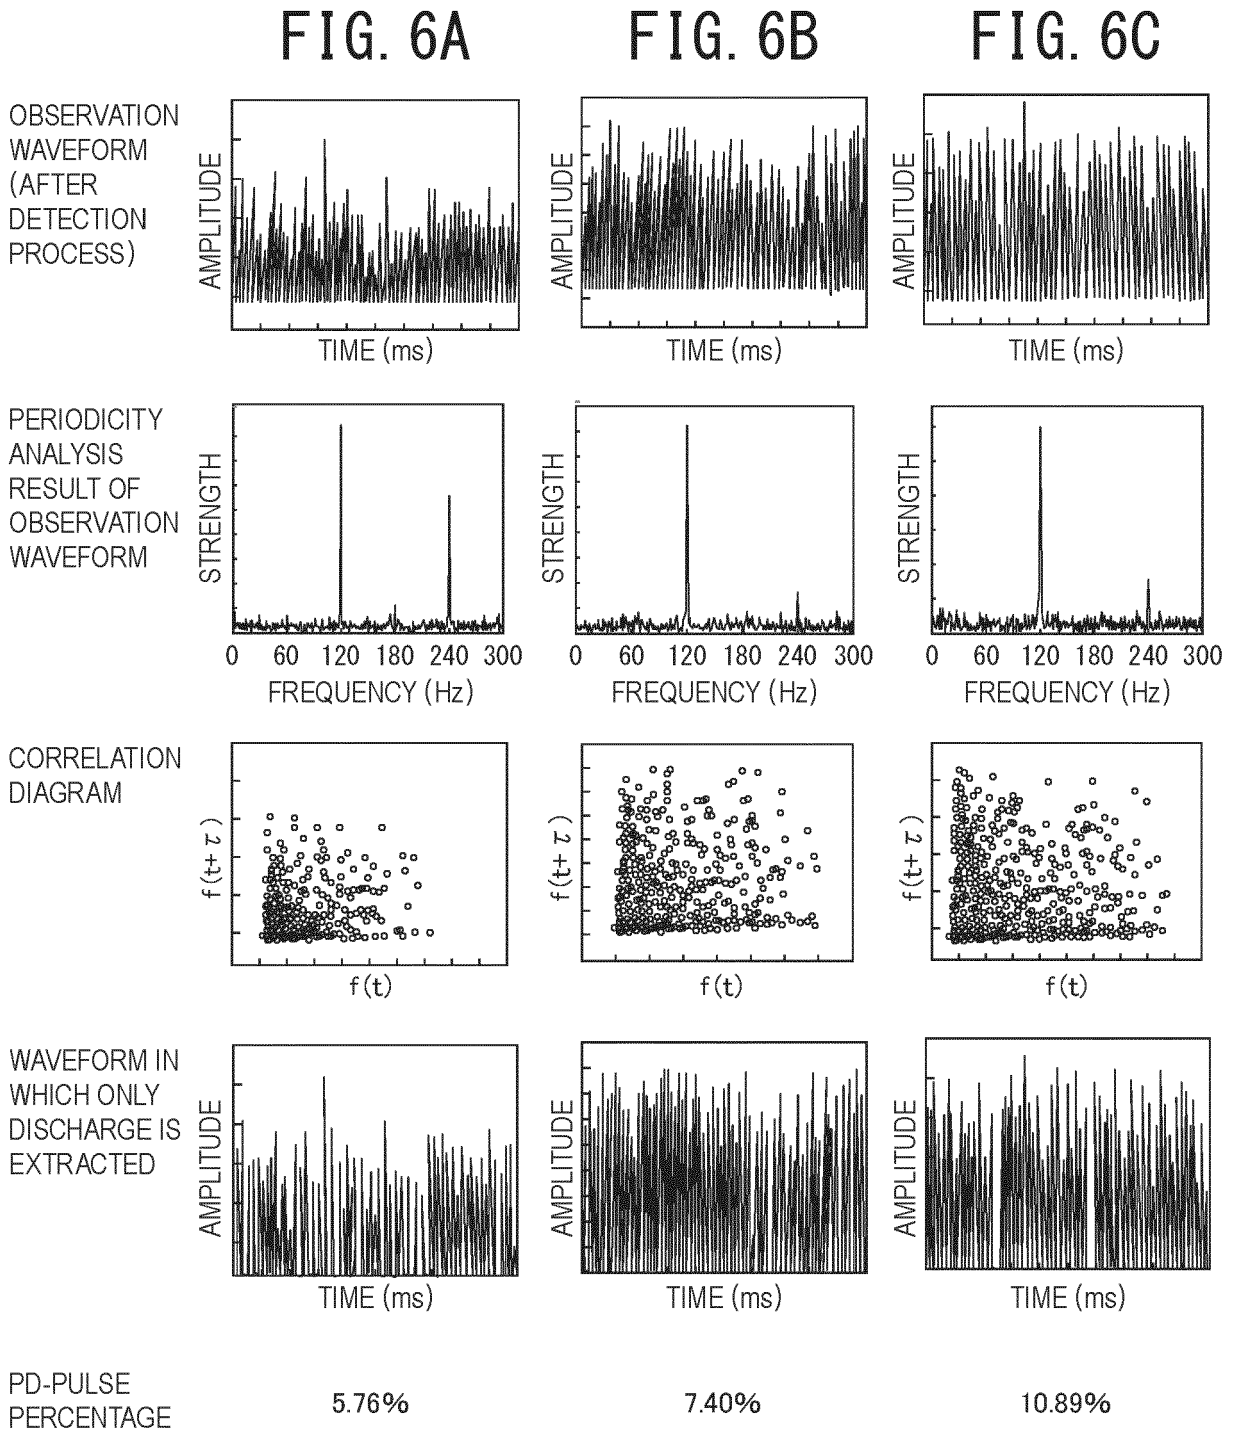 FIG. 6A FIG. 6B FIG. 6C
OBSERVATION
WAVEFORM
(AFTER
DETECTION
PROCESS)
AMPLITUDE AMPLITUDE AMPLITUDE
TIME (ms) TIME (ms) TIME (ms)
PERIODICITY
ANALYSIS
RESULT OF
OBSERVATION
WAVEFORM
STRENGTH STRENGTH STRENGTH
0 60 120 180 240 300 0 60 120 180 240 300 0 60 120 180 240 300
FREQUENCY (Hz) FREQUENCY (Hz) FREQUENCY (Hz)
CORRELATION
DIAGRAM
f(t+τ) f(t+τ) f(t+τ)
f(t) f(t) f(t)
WAVEFORM IN
WHICH ONLY
DISCHARGE IS
EXTRACTED
AMPLITUDE AMPLITUDE AMPLITUDE
TIME (ms) TIME (ms) TIME (ms)
PD-PULSE
PERCENTAGE
5.76% 7.40% 10.89%